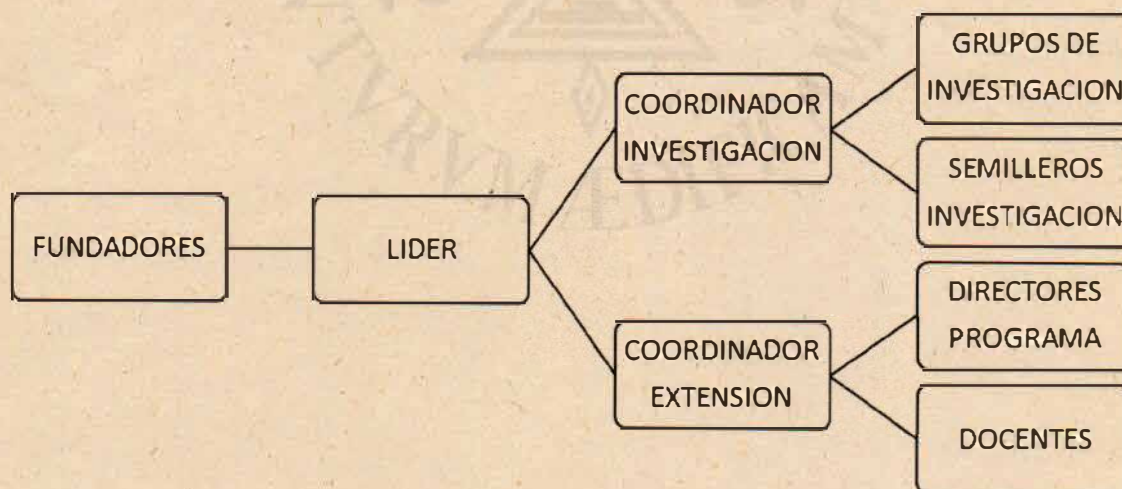 FUNDADORES
LIDER
COORDINADOR
INVESTIGACION
GRUPOS DE
INVESTIGACION
SEMILLEROS
INVESTIGACION
COORDINADOR
EXTENSION
DIRECTORES
PROGRAMA
DOCENTES